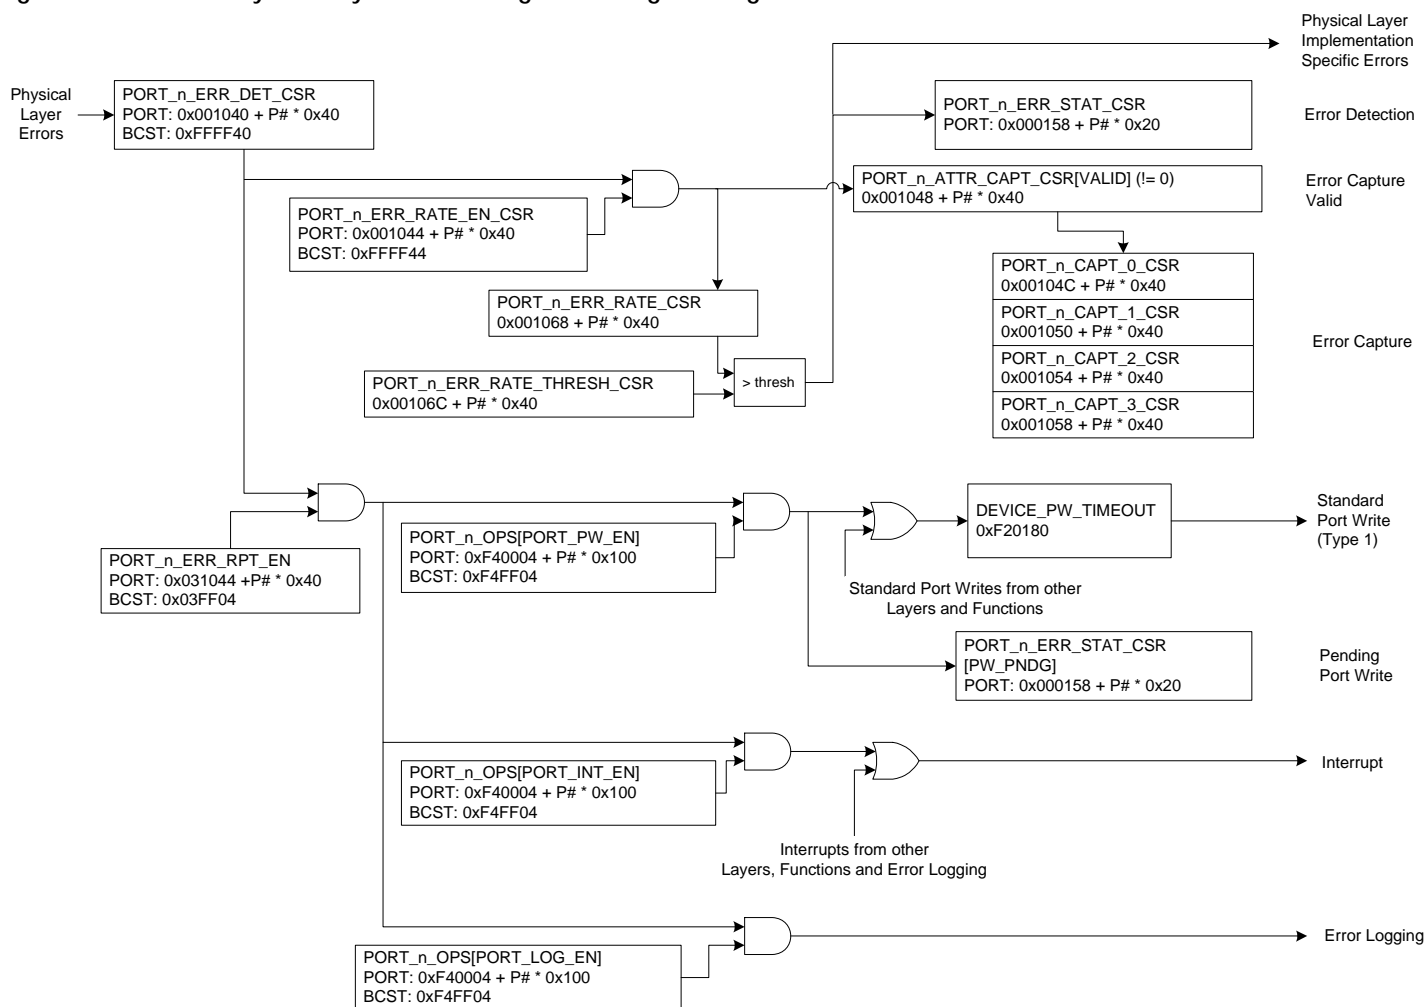 Physical Layer
Implementation
Specific Errors
Physical
Layer
Errors
PORT_n_ERR_DET_CSR
PORT: 0x001040 + P# * 0x40
BCST: 0xFFFF40
PORT_n_ERR_STAT_CSR
PORT: 0x000158 + P# * 0x20
Error Detection
PORT_n_ATTR_CAPT_CSR[VALID] (!= 0)
0x001048 + P# * 0x40
Error Capture
Valid
PORT_n_ERR_RATE_EN_CSR
PORT: 0x001044 + P# * 0x40
BCST: 0xFFFF44
PORT_n_CAPT_0_CSR
0x00104C + P# * 0x40
PORT_n_CAPT_1_CSR
0x001050 + P# * 0x40
PORT_n_CAPT_2_CSR
0x001054 + P# * 0x40
PORT_n_CAPT_3_CSR
0x001058 + P# * 0x40
Error Capture
PORT_n_ERR_RATE_CSR
0x001068 + P# * 0x40
PORT_n_ERR_RATE_THRESH_CSR
0x00106C + P# * 0x40
> thresh
PORT_n_ERR_RPT_EN
PORT: 0x031044 +P# * 0x40
BCST: 0x03FF04
PORT_n_OPS[PORT_PW_EN]
PORT: 0xF40004 + P# * 0x100
BCST: 0xF4FF04
DEVICE_PW_TIMEOUT
0xF20180
Standard
Port Write
(Type 1)
Standard Port Writes from other
Layers and Functions
PORT_n_ERR_STAT_CSR
[PW_PNDG]
PORT: 0x000158 + P# * 0x20
Pending
Port Write
PORT_n_OPS[PORT_INT_EN]
PORT: 0xF40004 + P# * 0x100
BCST: 0xF4FF04
Interrupt
Interrupts from other
Layers, Functions and Error Logging
PORT_n_OPS[PORT_LOG_EN]
PORT: 0xF40004 + P# * 0x100
BCST: 0xF4FF04
Error Logging